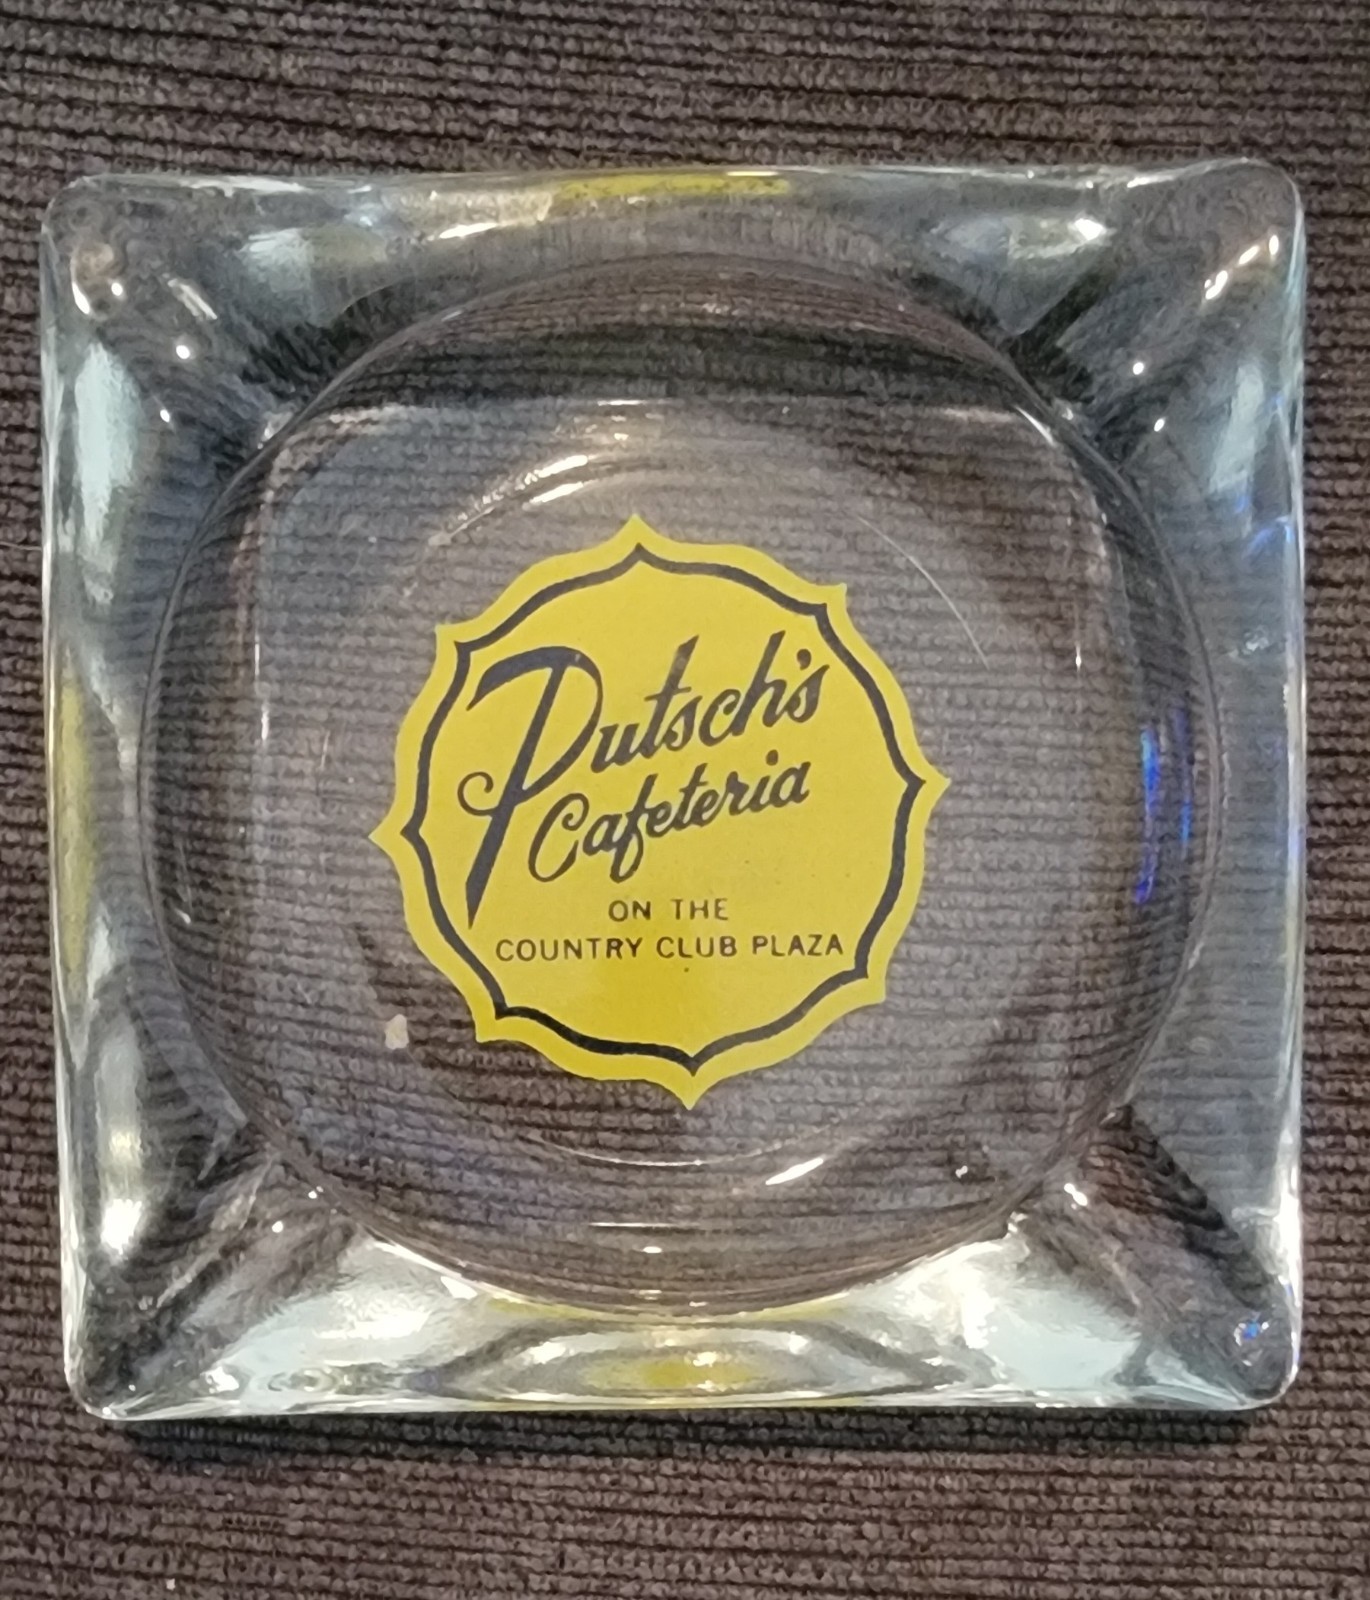 Putsch's
Cafeteria
ON THE
COUNTRY CLUB PLAZA